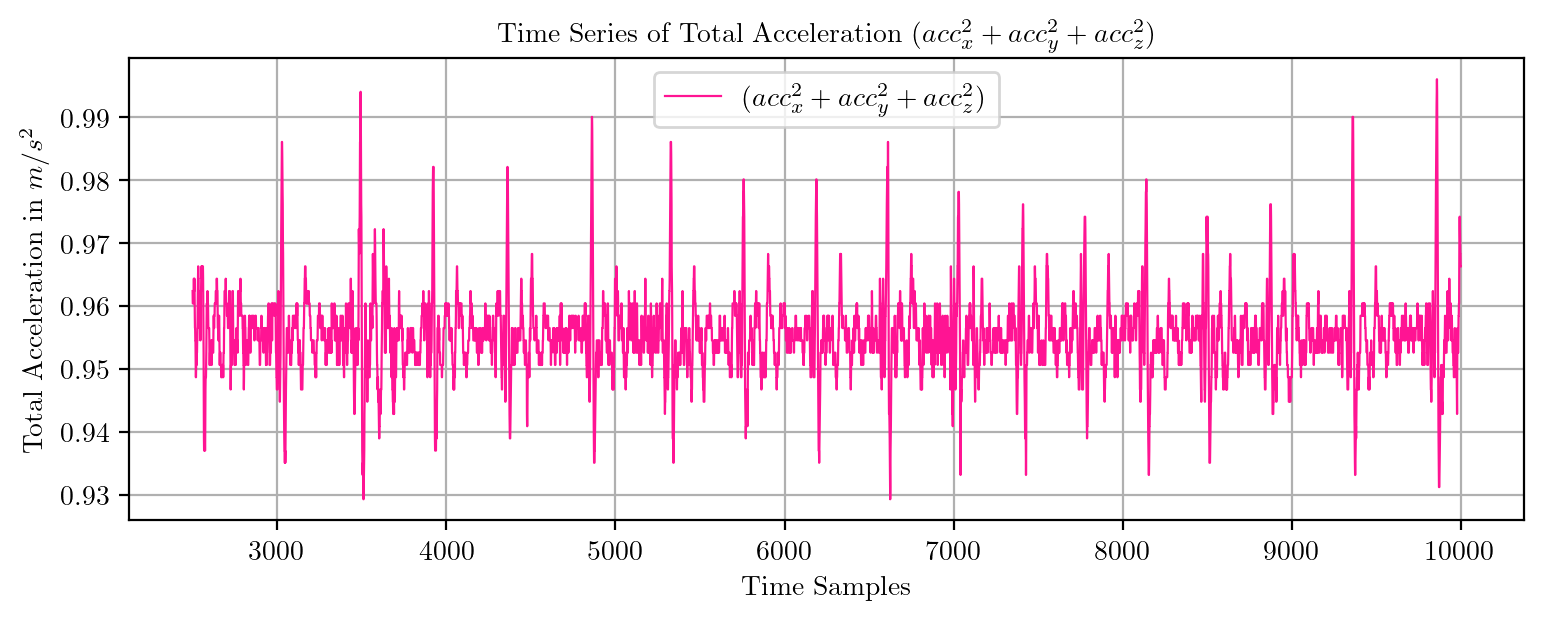 Time Series of Total Acceleration $(acc_x^2 + acc_y^2 + acc_z^2)$
$(acc_x^2 + acc_y^2 + acc_z^2)$
Total Acceleration in $m/s^2$
0.99
0.98
0.97
0.96
0.95
0.94
0.93
3000 4000 5000 6000 7000 8000 9000 10000
Time Samples